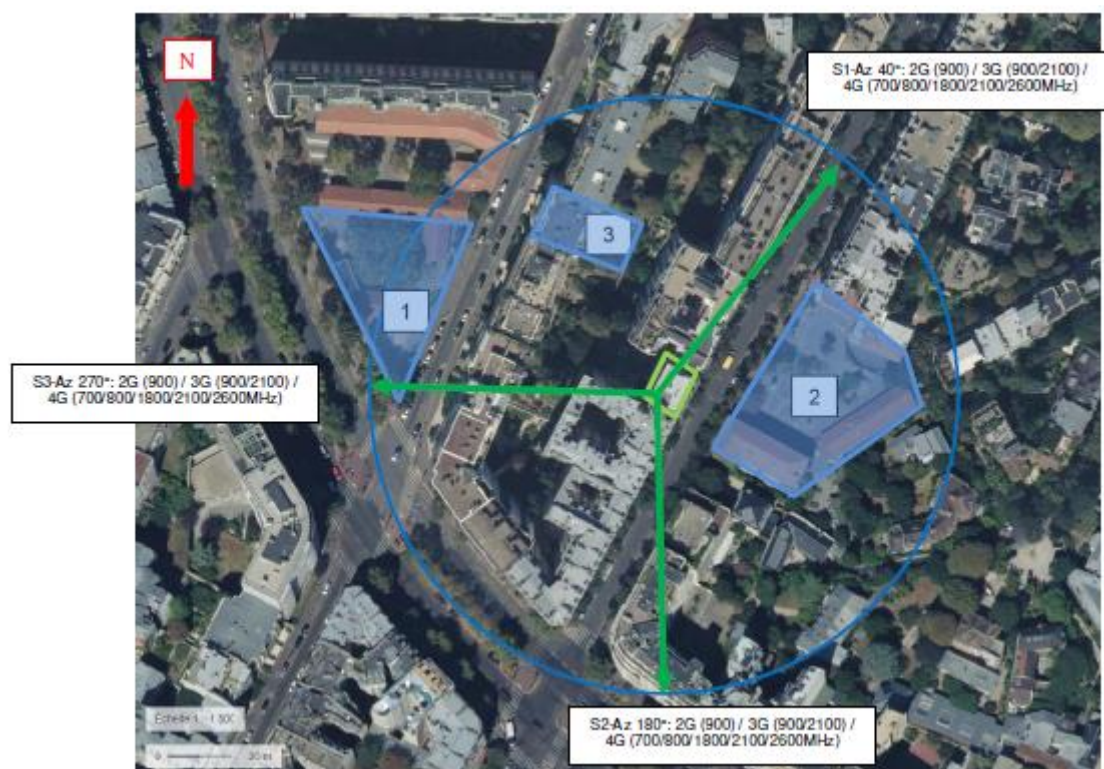 N
S1-Az 40°: 2G (900) / 3G (900/2100) /
4G (700/800/1800/2100/2600MHz)
3
1
S3-Az 270°: 2G (900) / 3G (900/2100) /
4G (700/800/1800/2100/2600MHz)
2
S2-Az 180°: 2G (900) / 3G (900/2100) /
4G (700/800/1800/2100/2600MHz)
0